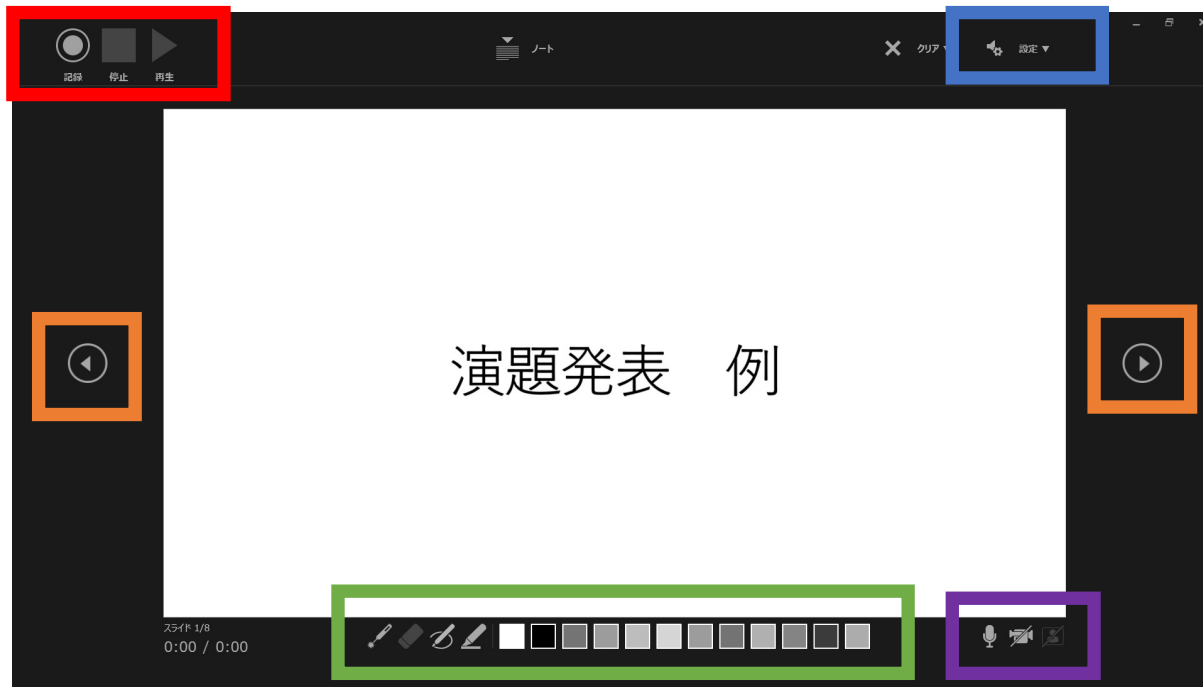 記録 停止 再生
ノート
クリア
設定
演題発表 例
スライド 1/8
0:00 / 0:00